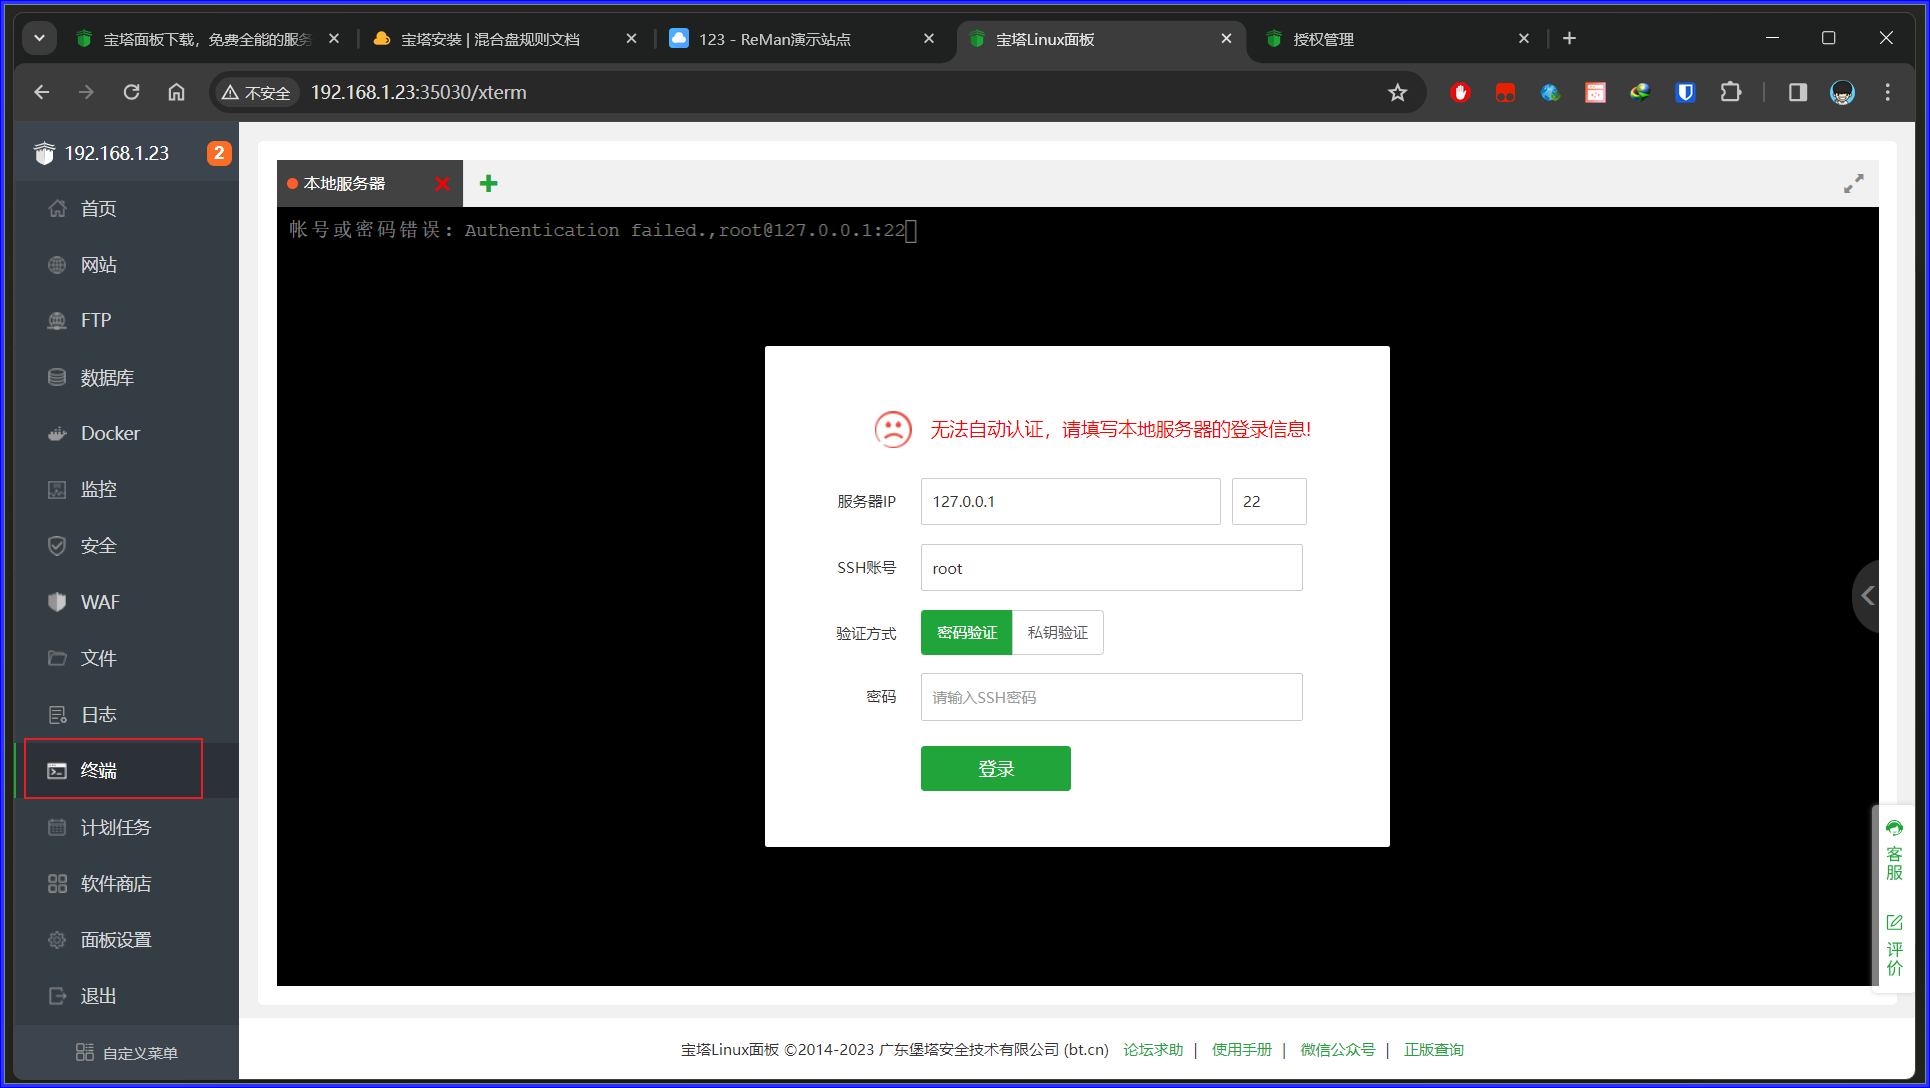 宝塔面板下载，免费全能的服务
宝塔安装 | 混合盘规则文档
123 - ReMan演示站点
宝塔Linux面板
授权管理
不安全
192.168.1.23:35030/xterm
192.168.1.23
2
首页
网站
FTP
数据库
Docker
监控
安全
WAF
文件
日志
终端
计划任务
软件商店
面板设置
退出
自定义菜单
本地服务器
帐号或密码错误: Authentication failed.,root@127.0.0.1:22
无法自动认证，请填写本地服务器的登录信息!
服务器IP
127.0.0.1
22
SSH账号
root
验证方式
密码验证
私钥验证
密码
请输入SSH密码
登录
客服
评价
宝塔Linux面板 ©2014-2023 广东堡塔安全技术有限公司 (bt.cn) 论坛求助 | 使用手册 | 微信公众号 | 正版查询